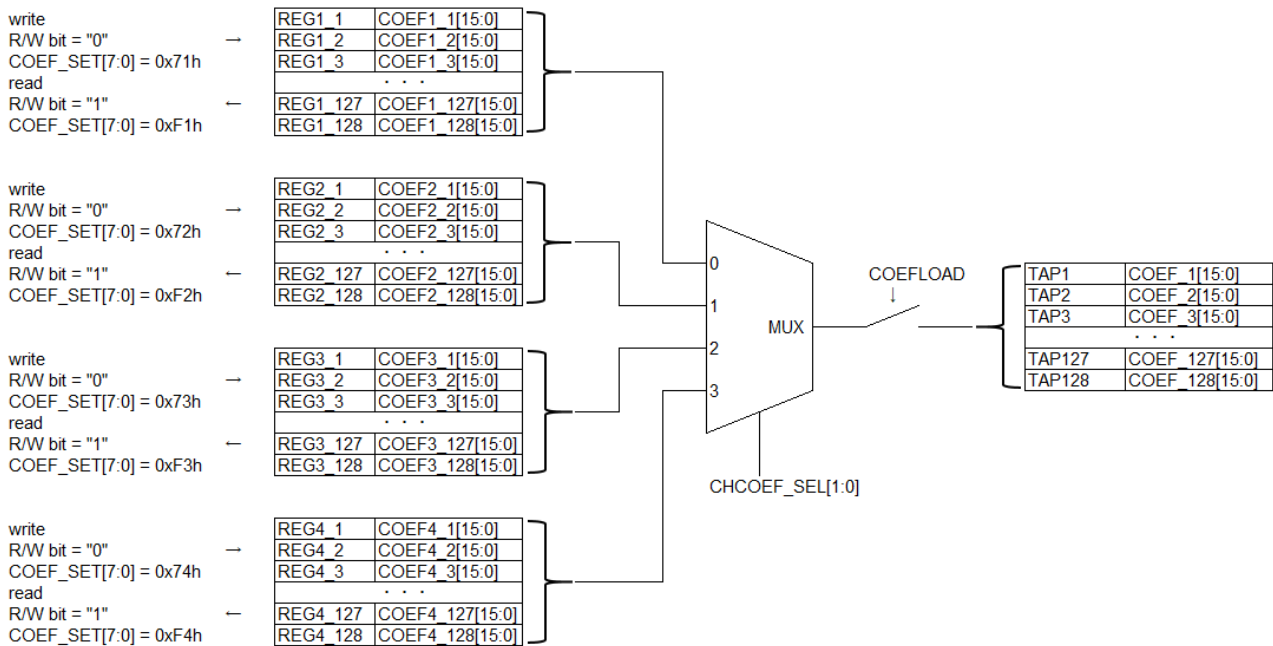 write
R/W bit = "0" →
COEF_SET[7:0] = 0x71h
read
R/W bit = "1" ←
COEF_SET[7:0] = 0xF1h
REG1_1 COEF1_1[15:0]
REG1_2 COEF1_2[15:0]
REG1_3 COEF1_3[15:0]
· · ·
REG1_127 COEF1_127[15:0]
REG1_128 COEF1_128[15:0]
write
R/W bit = "0" →
COEF_SET[7:0] = 0x72h
read
R/W bit = "1" ←
COEF_SET[7:0] = 0xF2h
REG2_1 COEF2_1[15:0]
REG2_2 COEF2_2[15:0]
REG2_3 COEF2_3[15:0]
· · ·
REG2_127 COEF2_127[15:0]
REG2_128 COEF2_128[15:0]
write
R/W bit = "0" →
COEF_SET[7:0] = 0x73h
read
R/W bit = "1" ←
COEF_SET[7:0] = 0xF3h
REG3_1 COEF3_1[15:0]
REG3_2 COEF3_2[15:0]
REG3_3 COEF3_3[15:0]
· · ·
REG3_127 COEF3_127[15:0]
REG3_128 COEF3_128[15:0]
write
R/W bit = "0" →
COEF_SET[7:0] = 0x74h
read
R/W bit = "1" ←
COEF_SET[7:0] = 0xF4h
REG4_1 COEF4_1[15:0]
REG4_2 COEF4_2[15:0]
REG4_3 COEF4_3[15:0]
· · ·
REG4_127 COEF4_127[15:0]
REG4_128 COEF4_128[15:0]
0
1
2
3
MUX
CHCOEF_SEL[1:0]
COEFLOAD
↓
TAP1 COEF_1[15:0]
TAP2 COEF_2[15:0]
TAP3 COEF_3[15:0]
· · ·
TAP127 COEF_127[15:0]
TAP128 COEF_128[15:0]